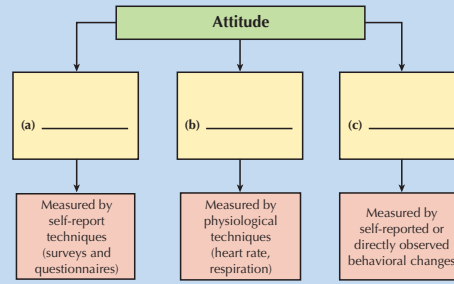 Attitude
(a)
(b)
(c)
Measured by
self-report
techniques
(surveys and
questionnaires)
Measured by
physiological
techniques
(heart rate,
respiration)
Measured by
self-reported or
directly observed
behavioral changes